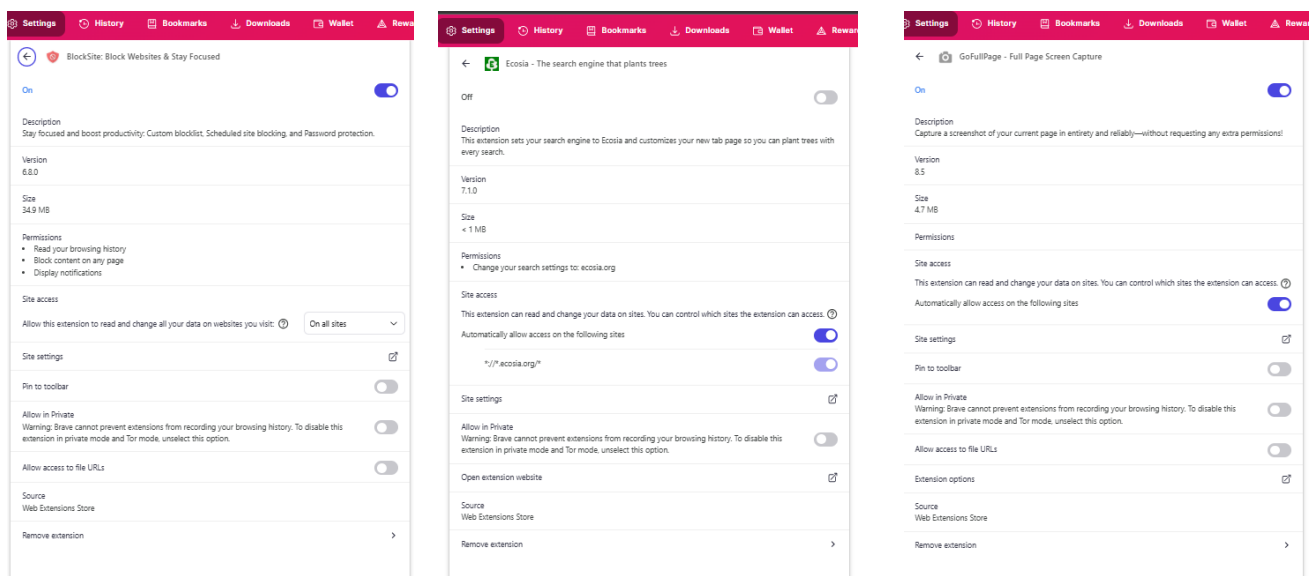 Settings History Bookmarks Downloads Wallet Rewa
BlockSite: Block Websites & Stay Focused
On
Description
Stay focused and boost productivity: Custom blocklist, Scheduled site blocking, and Password protection.
Version
6.8.0
Size
34.9 MB
Permissions
• Read your browsing history
• Block content on any page
• Display notifications
Site access
Allow this extension to read and change all your data on websites you visit: On all sites
Site settings
Pin to toolbar
Allow in Private
Warning: Brave cannot prevent extensions from recording your browsing history. To disable this
extension in private mode and Tor mode, unselect this option.
Allow access to file URLs
Source
Web Extensions Store
Remove extension
Settings History Bookmarks Downloads Wallet Rewar
Ecosia - The search engine that plants trees
Off
Description
This extension sets your search engine to Ecosia and customizes your new tab page so you can plant trees with
every search.
Version
7.1.0
Size
< 1 MB
Permissions
• Change your search settings to: ecosia.org
Site access
This extension can read and change your data on sites. You can control which sites the extension can access.
Automatically allow access on the following sites
*://*.ecosia.org/*
Site settings
Allow in Private
Warning: Brave cannot prevent extensions from recording your browsing history. To disable this
extension in private mode and Tor mode, unselect this option.
Open extension website
Source
Web Extensions Store
Remove extension
Settings History Bookmarks Downloads Wallet Rewa
GoFullPage - Full Page Screen Capture
On
Description
Capture a screenshot of your current page in entirety and reliably—without requesting any extra permissions!
Version
8.5
Size
4.7 MB
Permissions
Site access
This extension can read and change your data on sites. You can control which sites the extension can access.
Automatically allow access on the following sites
Site settings
Pin to toolbar
Allow in Private
Warning: Brave cannot prevent extensions from recording your browsing history. To disable this
extension in private mode and Tor mode, unselect this option.
Allow access to file URLs
Extension options
Source
Web Extensions Store
Remove extension